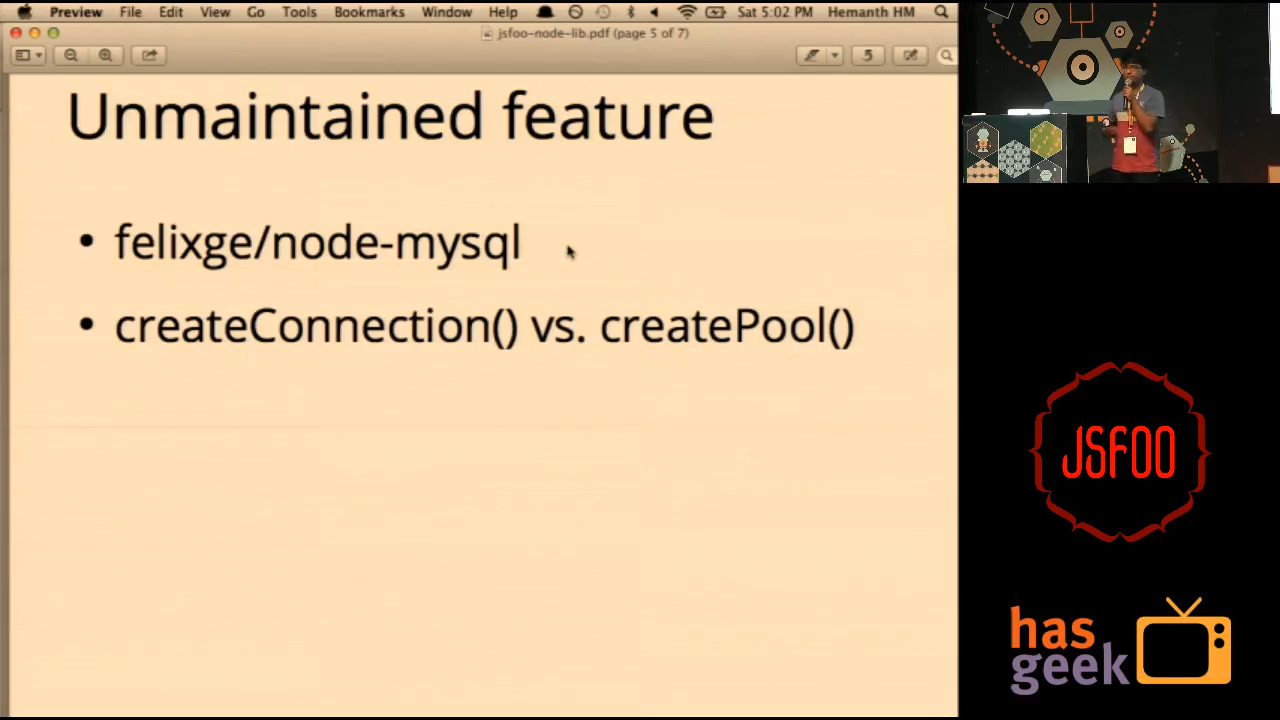 Preview File Edit View Go Tools Bookmarks Window Help Sat 5:02 PM Hemanth HM
jsfoo-node-lib.pdf (page 5 of 7)
5
Unmaintained feature
• felixge/node-mysql
• createConnection() vs. createPool()
JSFOO
has
geek